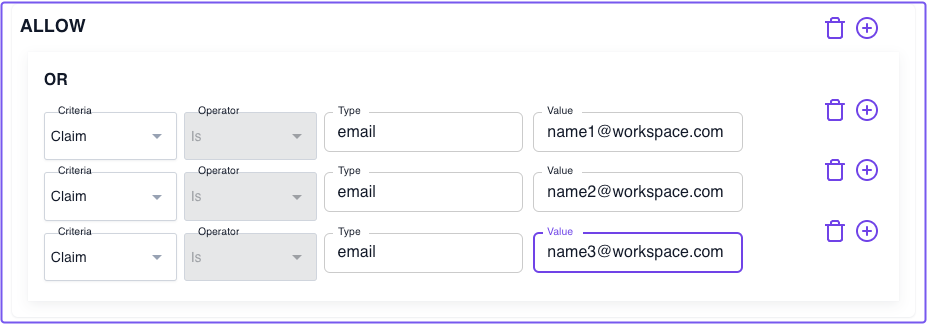 ALLOW
OR
Criteria Operator Type Value
Claim Is email name1@workspace.com
Criteria Operator Type Value
Claim Is email name2@workspace.com
Criteria Operator Type Value
Claim Is email name3@workspace.com